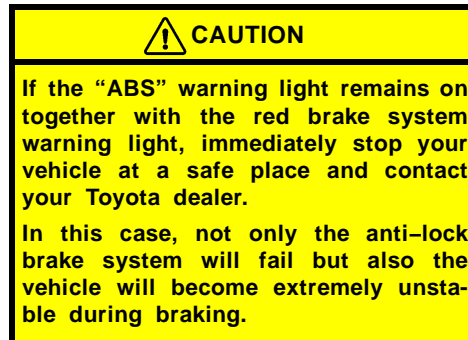 CAUTION
If the “ABS” warning light remains on
together with the red brake system
warning light, immediately stop your
vehicle at a safe place and contact
your Toyota dealer.
In this case, not only the anti–lock
brake system will fail but also the
vehicle will become extremely unsta-
ble during braking.